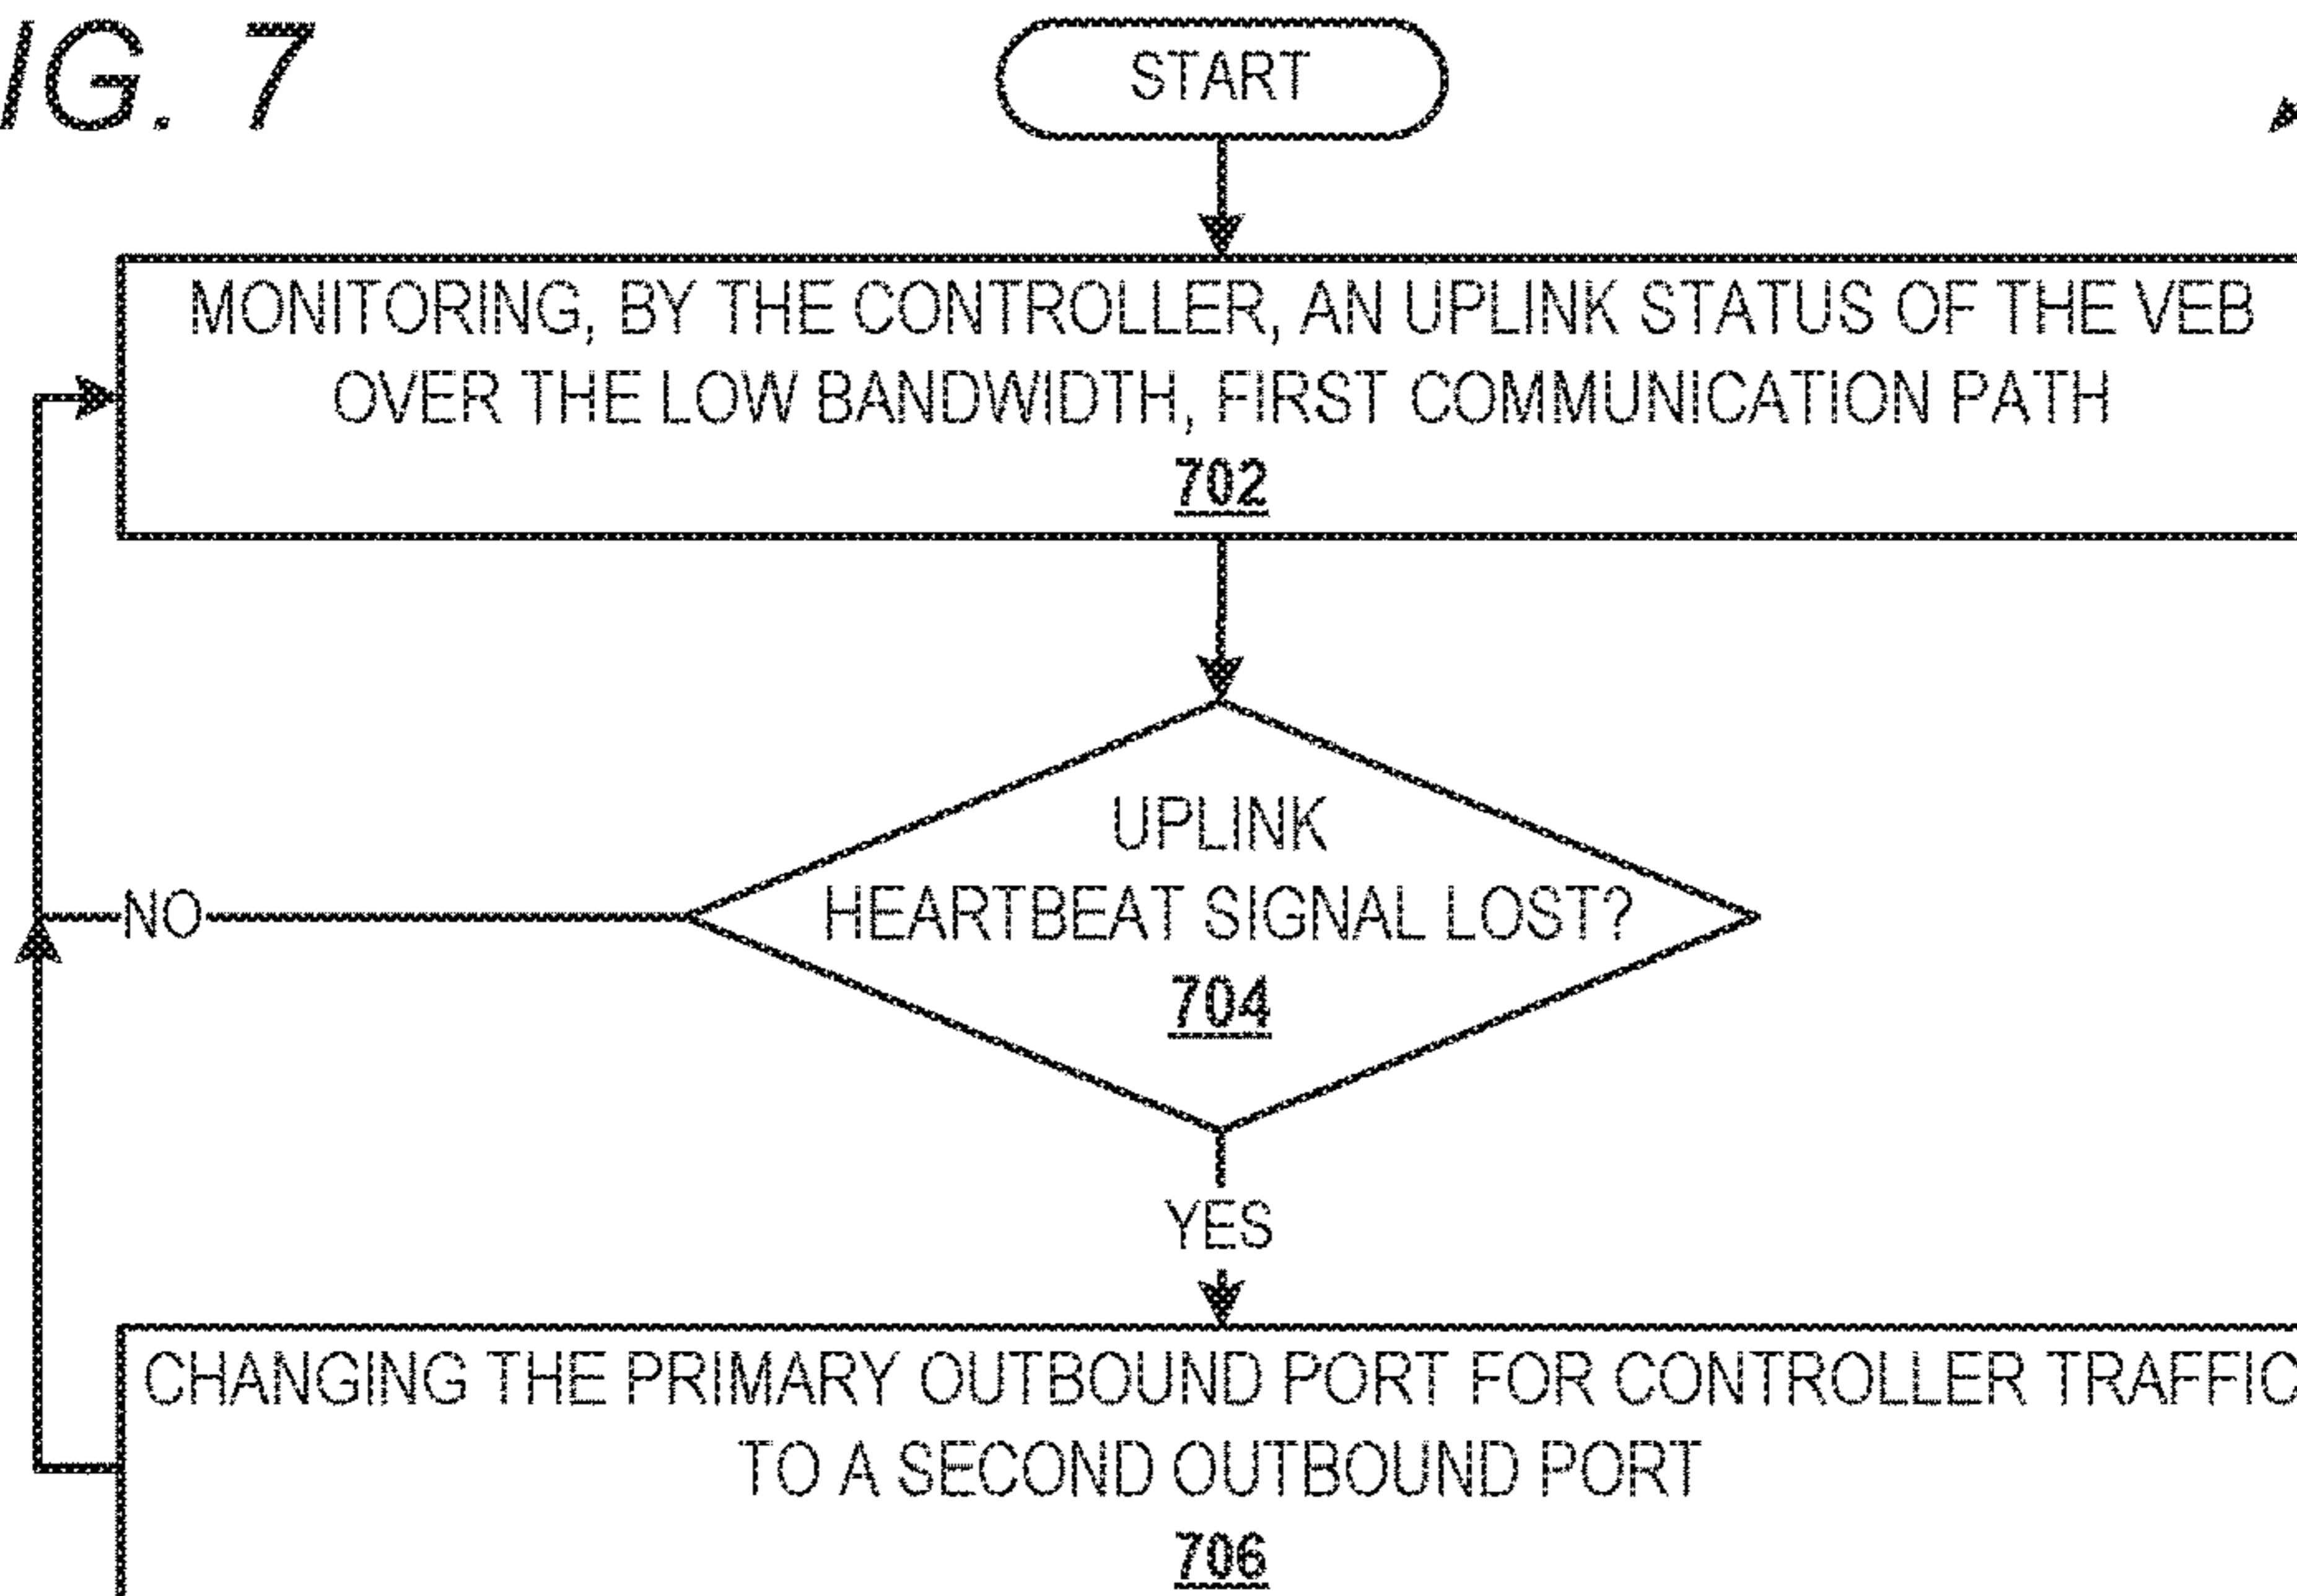 IG. 7
START
MONITORING, BY THE CONTROLLER, AN UPLINK STATUS OF THE VEB
OVER THE LOW BANDWIDTH, FIRST COMMUNICATION PATH
702
UPLINK
HEARTBEAT SIGNAL LOST?
704
NO
YES
CHANGING THE PRIMARY OUTBOUND PORT FOR CONTROLLER TRAFFIC
TO A SECOND OUTBOUND PORT
706